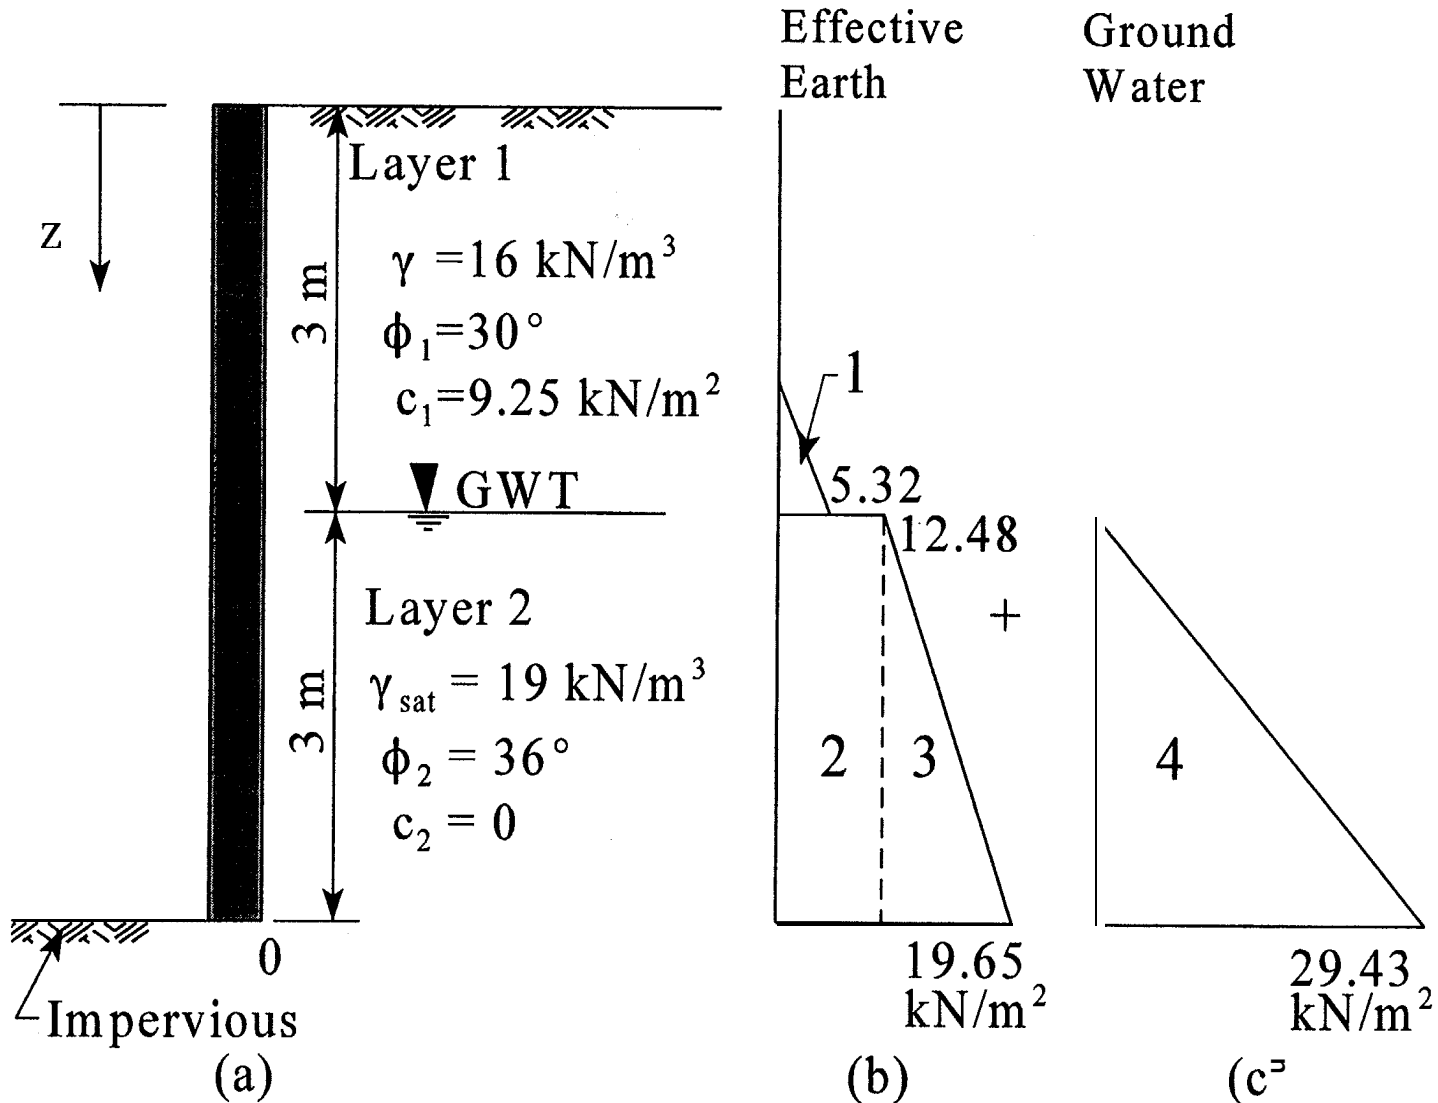 Effective
Earth
Ground
Water
Layer 1
z
3 m
γ =16 kN/m³
ϕ₁=30°
c₁=9.25 kN/m²
1
GWT
5.32
12.48
+
Layer 2
3 m
γsat = 19 kN/m³
ϕ₂ = 36°
c₂ = 0
2
3
4
0
19.65
kN/m²
29.43
kN/m²
Impervious
(a)
(b)
(c